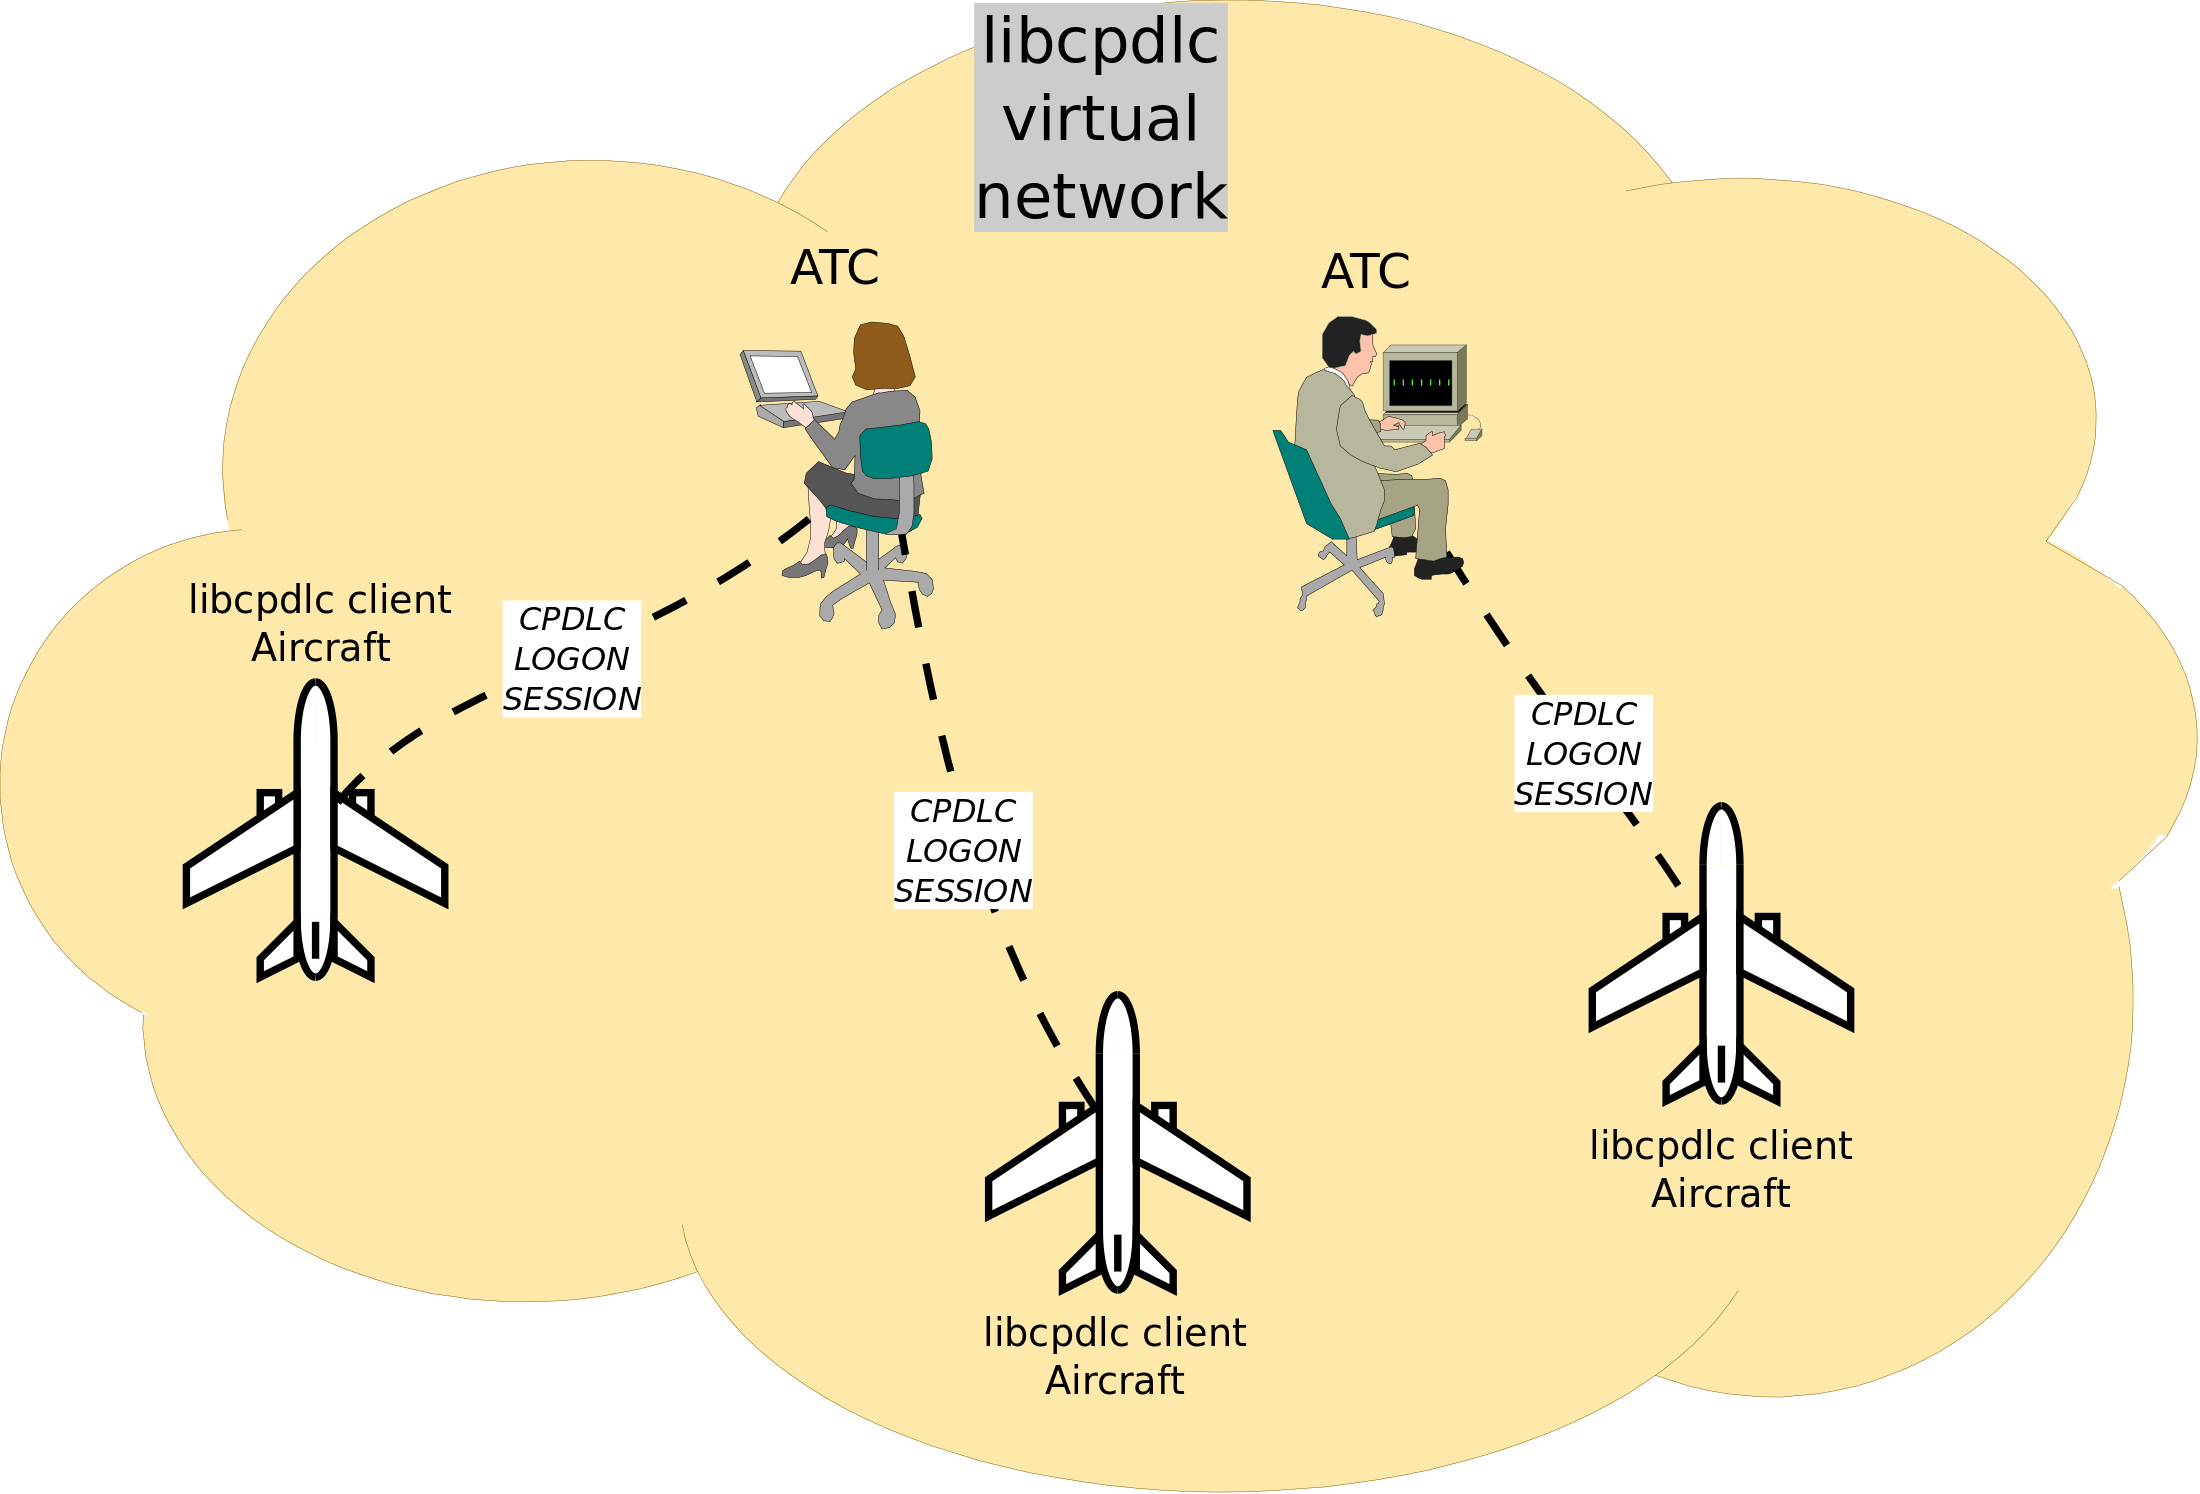 libcpdlc
virtual
network
ATC
ATC
libcpdlc client
Aircraft
CPDLC
LOGON
SESSION
CPDLC
LOGON
SESSION
CPDLC
LOGON
SESSION
libcpdlc client
Aircraft
libcpdlc client
Aircraft